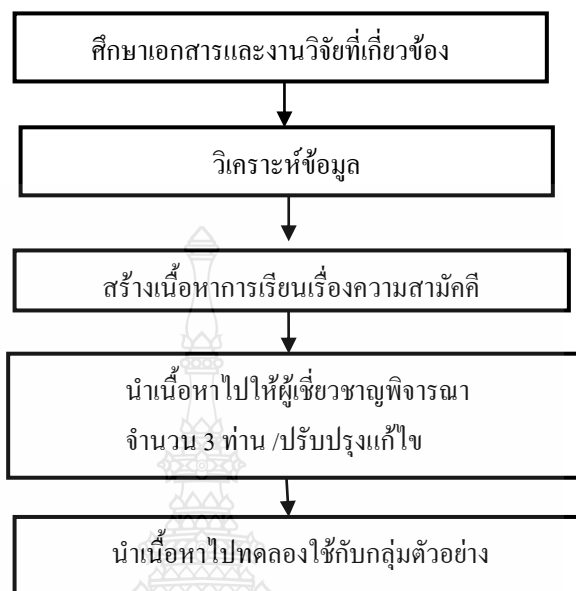 ศึกษาเอกสารและงานวิจัยที่เกี่ยวข้อง
วิเคราะห์ข้อมูล
สร้างเนื้อหาการเรียนเรื่องความสามัคคี
นำเนื้อหาไปให้ผู้เชี่ยวชาญพิจารณา
จำนวน 3 ท่าน /ปรับปรุงแก้ไข
นำเนื้อหาไปทดลองใช้กับกลุ่มตัวอย่าง